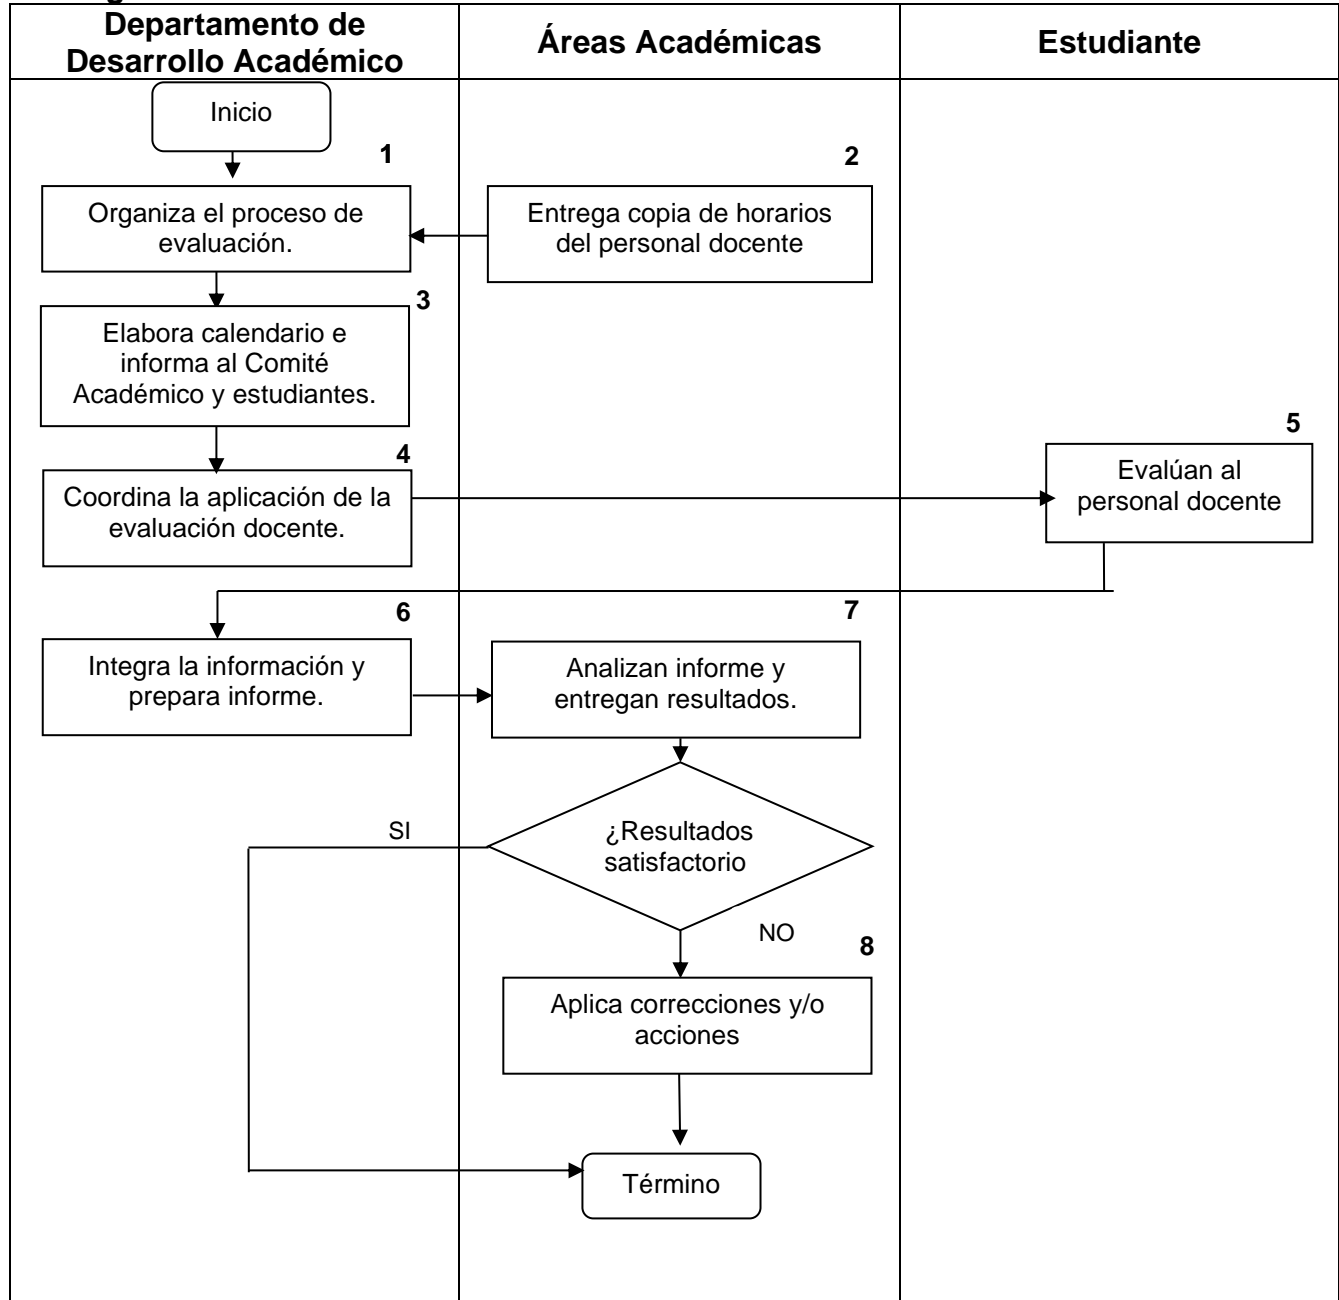 Departamento de
Desarrollo Académico
Áreas Académicas
Estudiante
Inicio
1
2
Organiza el proceso de
evaluación.
Entrega copia de horarios
del personal docente
3
Elabora calendario e
informa al Comité
Académico y estudiantes.
4
5
Coordina la aplicación de la
evaluación docente.
Evalúan al
personal docente
6
7
Integra la información y
prepara informe.
Analizan informe y
entregan resultados.
SI
¿Resultados
satisfactorio
NO
8
Aplica correcciones y/o
acciones
Término